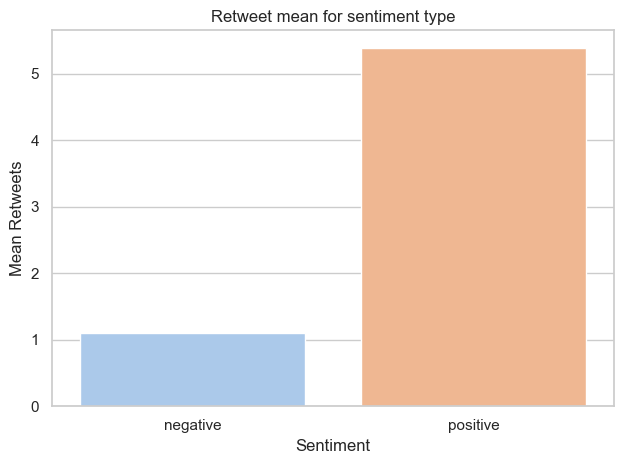 Retweet mean for sentiment type
Mean Retweets
5
4
3
2
1
0
negative positive
Sentiment